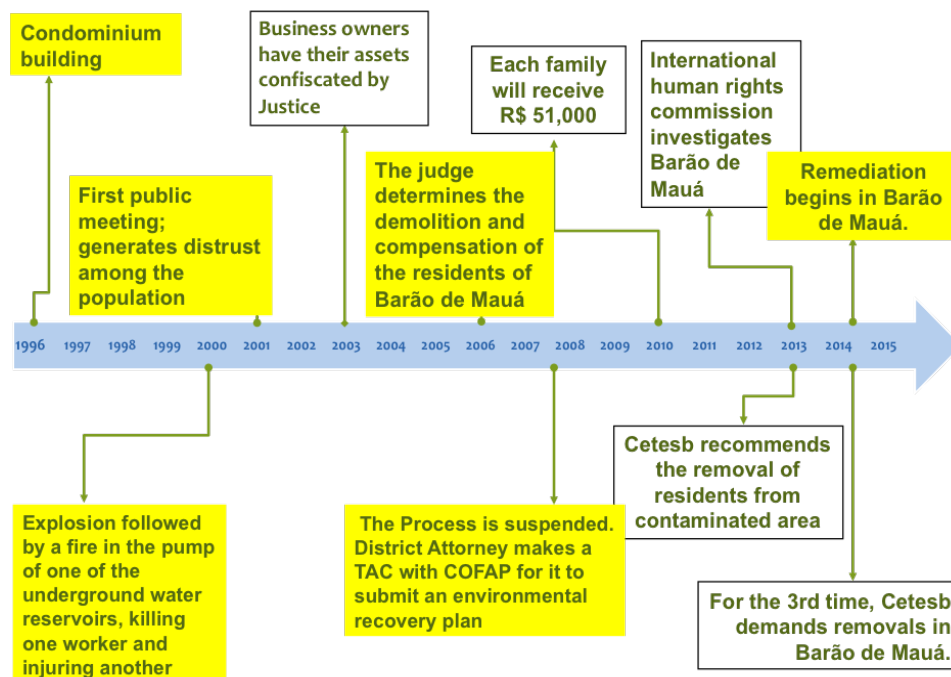 Condominium
building
Business owners
have their assets
confiscated by
Justice
Each family
will receive
R$ 51,000
International
human rights
commission
investigates
Barão de
Mauá
Remediation
begins in Barão
de Mauá.
First public
meeting;
generates distrust
among the
population
The judge
determines the
demolition and
compensation of
the residents of
Barão de Mauá
1996 1997 1998 1999 2000 2001 2002 2003 2004 2005 2006 2007 2008 2009 2010 2011 2012 2013 2014 2015
Explosion followed
by a fire in the pump
of one of the
underground water
reservoirs, killing
one worker and
injuring another
The Process is suspended.
District Attorney makes a
TAC with COFAP for it to
submit an environmental
recovery plan
Cetesb recommends
the removal of
residents from
contaminated area
For the 3rd time, Cetesb
demands removals in
Barão de Mauá.